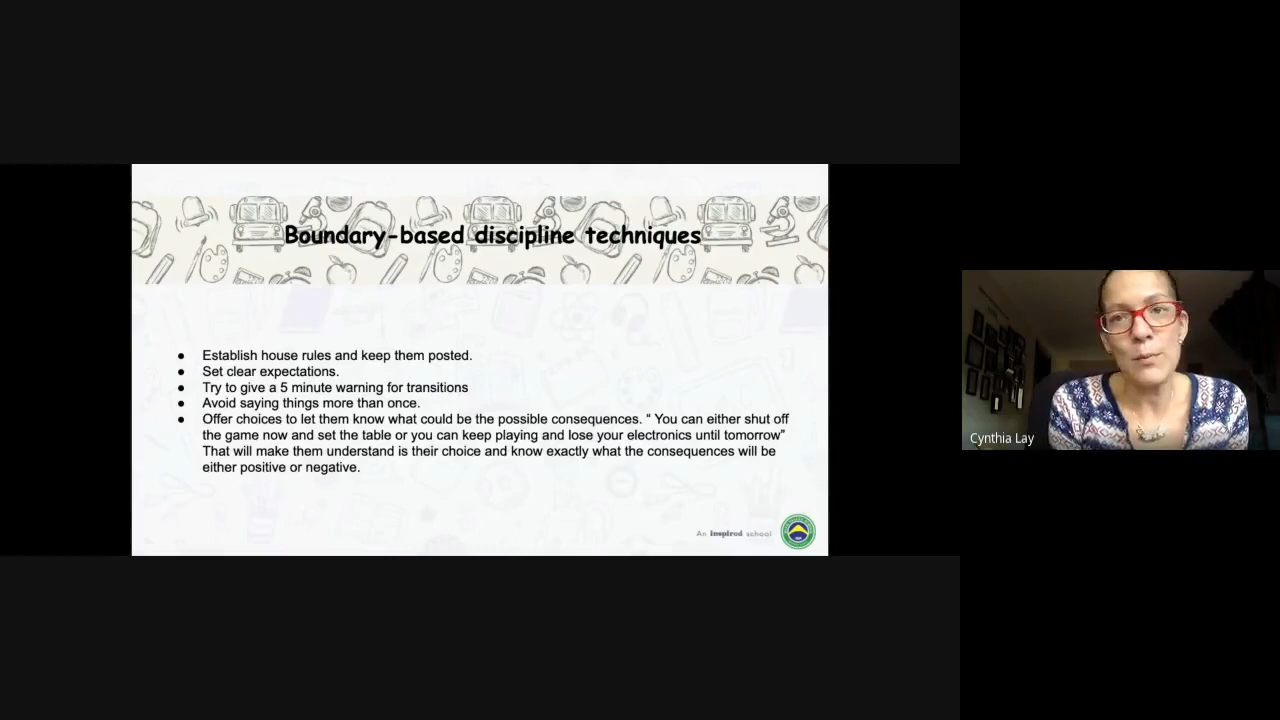 Boundary-based discipline techniques
● Establish house rules and keep them posted.
● Set clear expectations.
● Try to give a 5 minute warning for transitions
● Avoid saying things more than once.
● Offer choices to let them know what could be the possible consequences. “ You can either shut off
the game now and set the table or you can keep playing and lose your electronics until tomorrow”
That will make them understand is their choice and know exactly what the consequences will be
either positive or negative.
An inspired school
Cynthia Lay